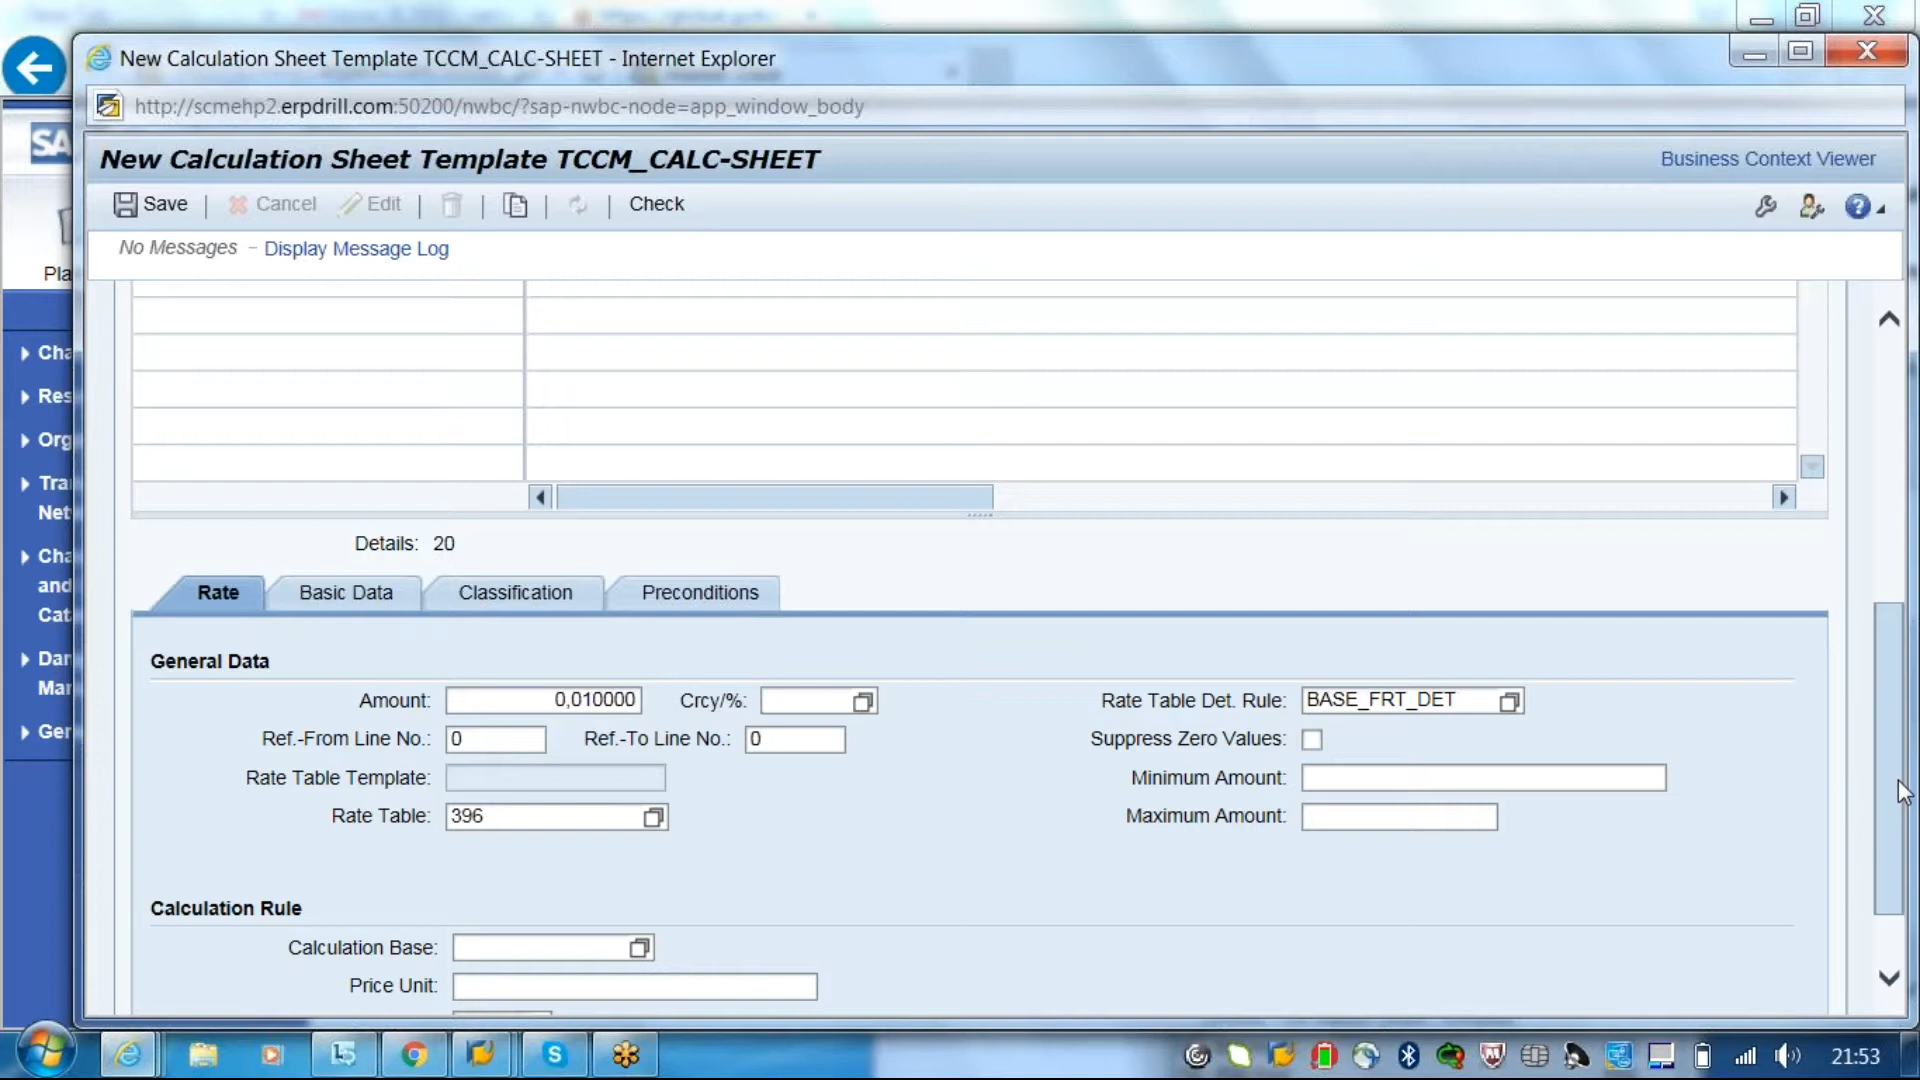 New Calculation Sheet Template TCCM_CALC-SHEET - Internet Explorer
http://scmehp2.erpdrill.com:50200/nwbc/?sap-nwbc-node=app_window_body
SA
New Calculation Sheet Template TCCM_CALC-SHEET
Business Context Viewer
Save
Cancel
Edit
Check
No Messages - Display Message Log
Pla
Cha
Res
Org
Tra
Net
Cha
and
Cat
Dan
Mar
Ger
Details: 20
Rate
Basic Data
Classification
Preconditions
General Data
Amount: 0,010000 Crcy/%:
Rate Table Det. Rule: BASE_FRT_DET
Ref.-From Line No.: 0 Ref.-To Line No.: 0
Suppress Zero Values:
Rate Table Template:
Minimum Amount:
Rate Table: 396
Maximum Amount:
Calculation Rule
Calculation Base:
Price Unit:
21:53